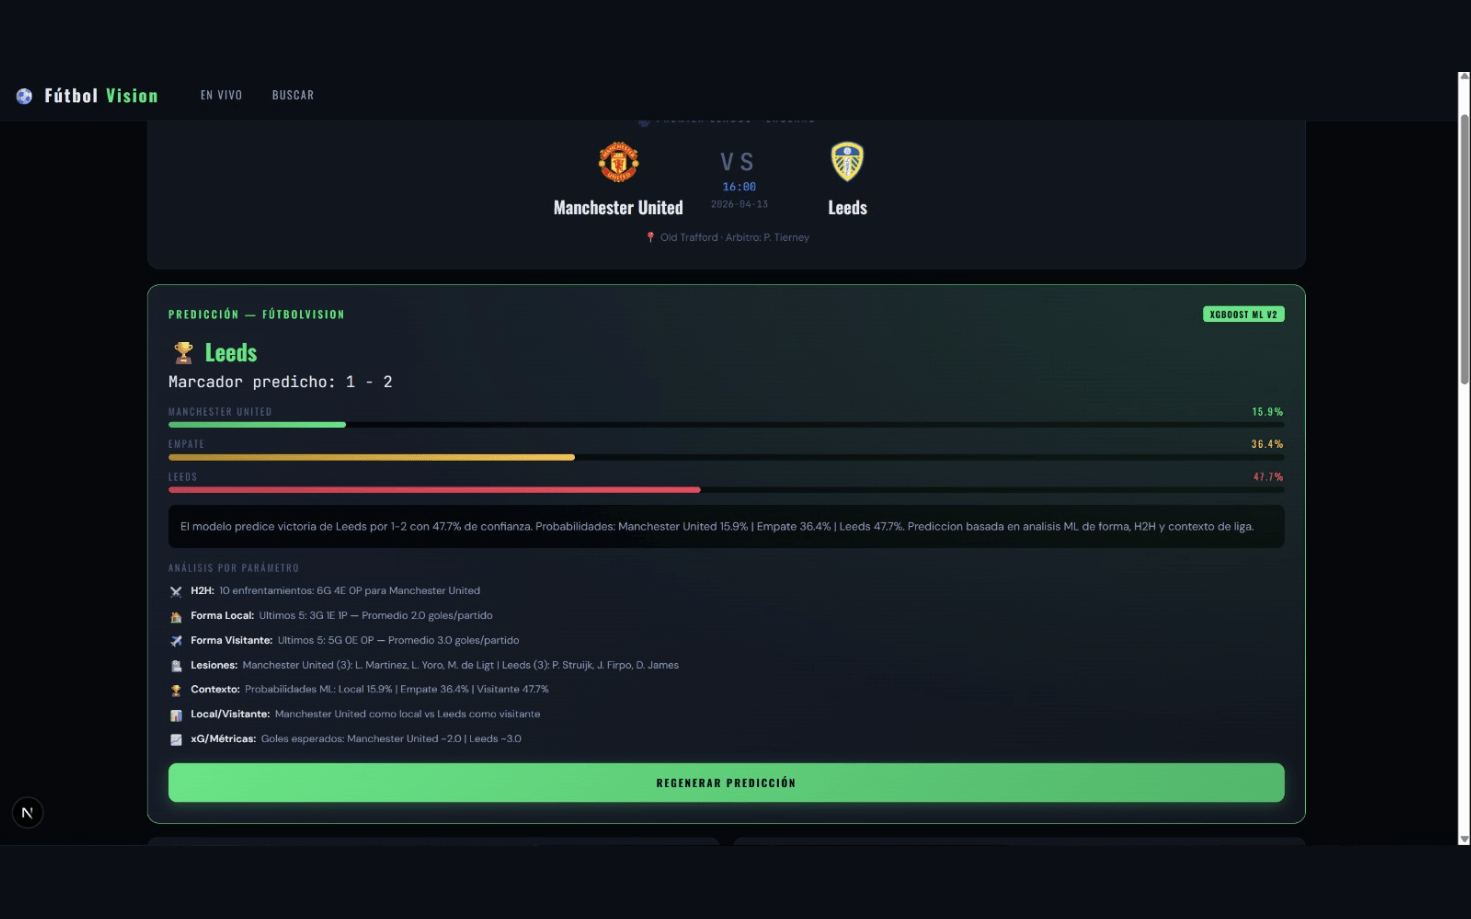 Fútbol Vision
EN VIVO
BUSCAR
VS
16:00
2026-04-13
Manchester United
Leeds
Old Trafford · Arbitro: P. Tierney
PREDICCIÓN — FÚTBOLVISION
XGBOOST ML V2
Leeds
Marcador predicho: 1 - 2
MANCHESTER UNITED 15.9%
EMPATE 36.4%
LEEDS 47.7%
El modelo predice victoria de Leeds por 1-2 con 47.7% de confianza. Probabilidades: Manchester United 15.9% | Empate 36.4% | Leeds 47.7%. Prediccion basada en analisis ML de forma, H2H y contexto de liga.
ANÁLISIS POR PARÁMETRO
H2H: 10 enfrentamientos: 6G 4E 0P para Manchester United
Forma Local: Ultimos 5: 3G 1E 1P — Promedio 2.0 goles/partido
Forma Visitante: Ultimos 5: 5G 0E 0P — Promedio 3.0 goles/partido
Lesiones: Manchester United (3): L. Martinez, L. Yoro, M. de Ligt | Leeds (3): P. Struijk, J. Firpo, D. James
Contexto: Probabilidades ML: Local 15.9% | Empate 36.4% | Visitante 47.7%
Local/Visitante: Manchester United como local vs Leeds como visitante
xG/Métricas: Goles esperados: Manchester United ~2.0 | Leeds ~3.0
REGENERAR PREDICCIÓN
N